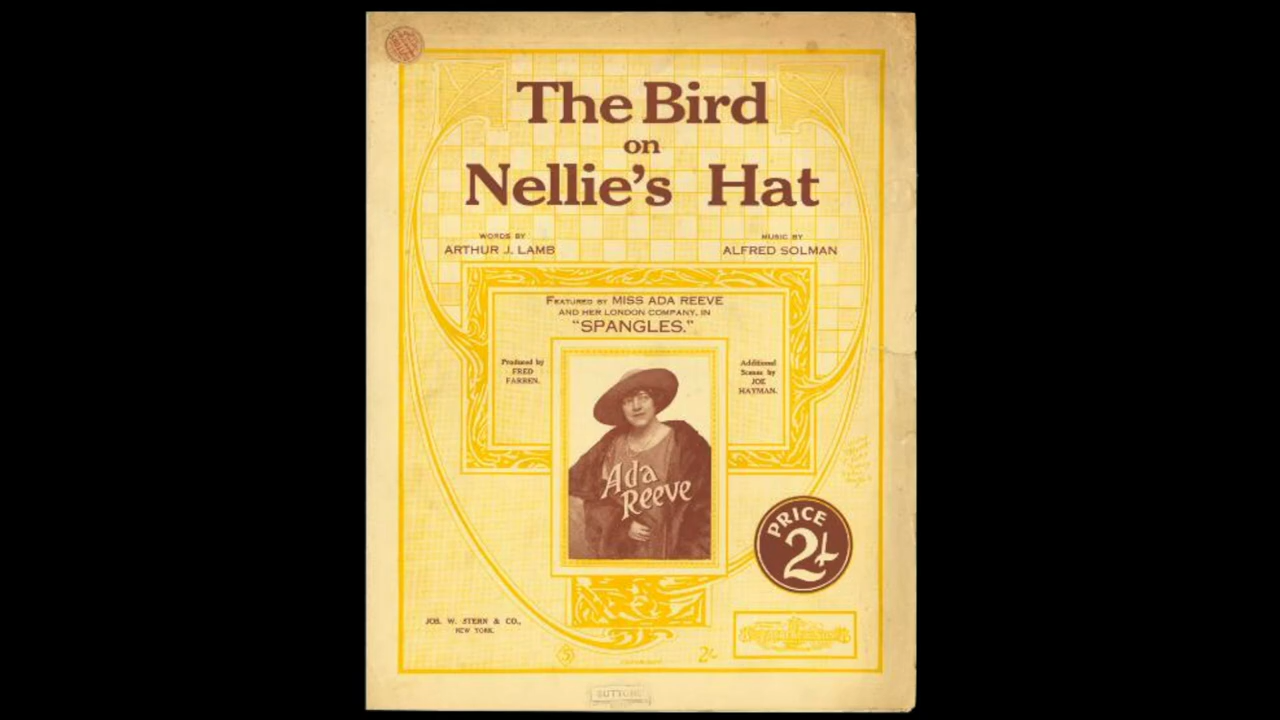 The Bird
on
Nellie's Hat
WORDS BY
ARTHUR J. LAMB
MUSIC BY
ALFRED SOLMAN
FEATURED BY MISS ADA REEVE
AND HER LONDON COMPANY, IN
"SPANGLES."
Produced by
FRED
FARREN.
Additional
Scenes by
JOE
HAYMAN.
Ada
Reeve
PRICE
2/-
JOS. W. STERN & CO.,
NEW YORK.
2/-
SUTTONS